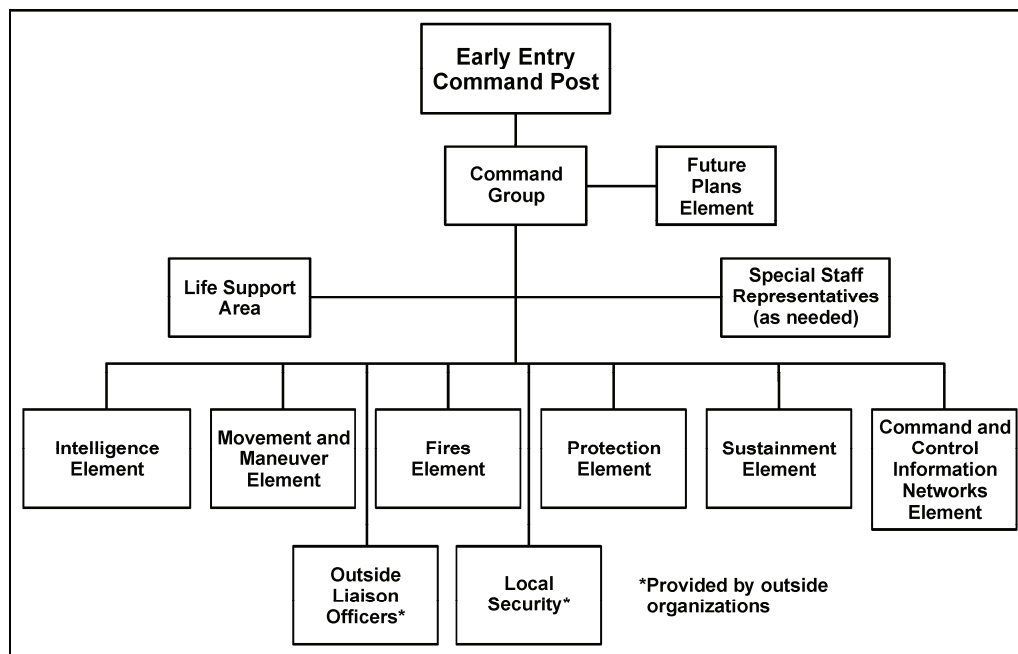 Early Entry
Command Post
Command
Group
Future
Plans
Element
Life Support
Area
Special Staff
Representatives
(as needed)
Intelligence
Element
Movement and
Maneuver
Element
Fires
Element
Protection
Element
Sustainment
Element
Command and
Control
Information
Networks
Element
Outside
Liaison
Officers*
Local
Security*
*Provided by outside
organizations